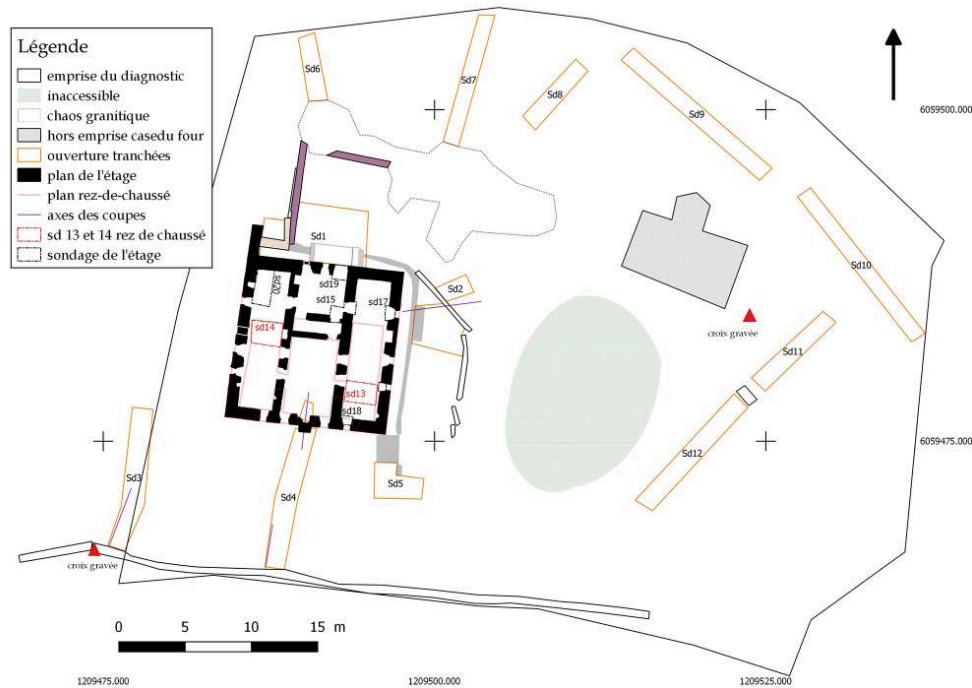 Légende
emprise du diagnostic
inaccessible
chaos granitique
hors emprise casedu four
ouverture tranchées
plan de l'étage
plan rez-de-chaussé
axes des coupes
sd 13 et 14 rez de chaussé
sondage de l'étage
Sd6
Sd7
Sd8
Sd9
6059500.000
Sd1
sd19
sd20
sd15
sd17
Sd2
Sd10
sd14
croix gravée
Sd11
sd13
sd18
6059475.000
Sd12
Sd3
Sd4
Sd5
croix gravée
0 5 10 15 m
1209475.000 1209500.000 1209525.000